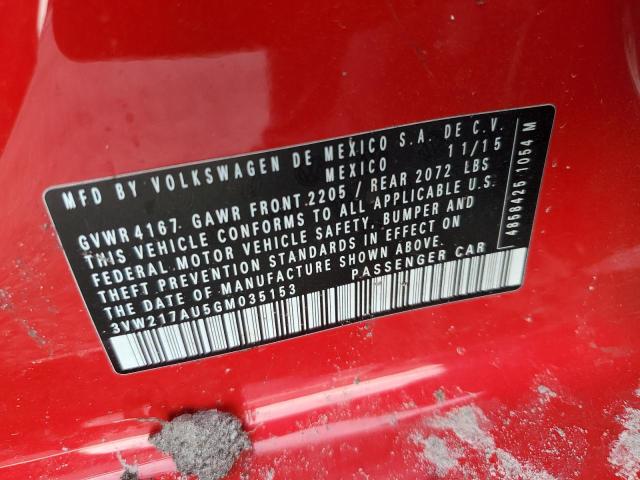 MFD BY VOLKSWAGEN DE MEXICO S.A. DE C.V.
MEXICO 11/15
GVWR 4167. GAWR FRONT 2205 / REAR 2072 LBS
THIS VEHICLE CONFORMS TO ALL APPLICABLE U.S.
FEDERAL MOTOR VEHICLE SAFETY, BUMPER AND
THEFT PREVENTION STANDARDS IN EFFECT ON
THE DATE OF MANUFACTURE SHOWN ABOVE.
3VW217AU5GM035153 PASSENGER CAR
4858425 1054 M